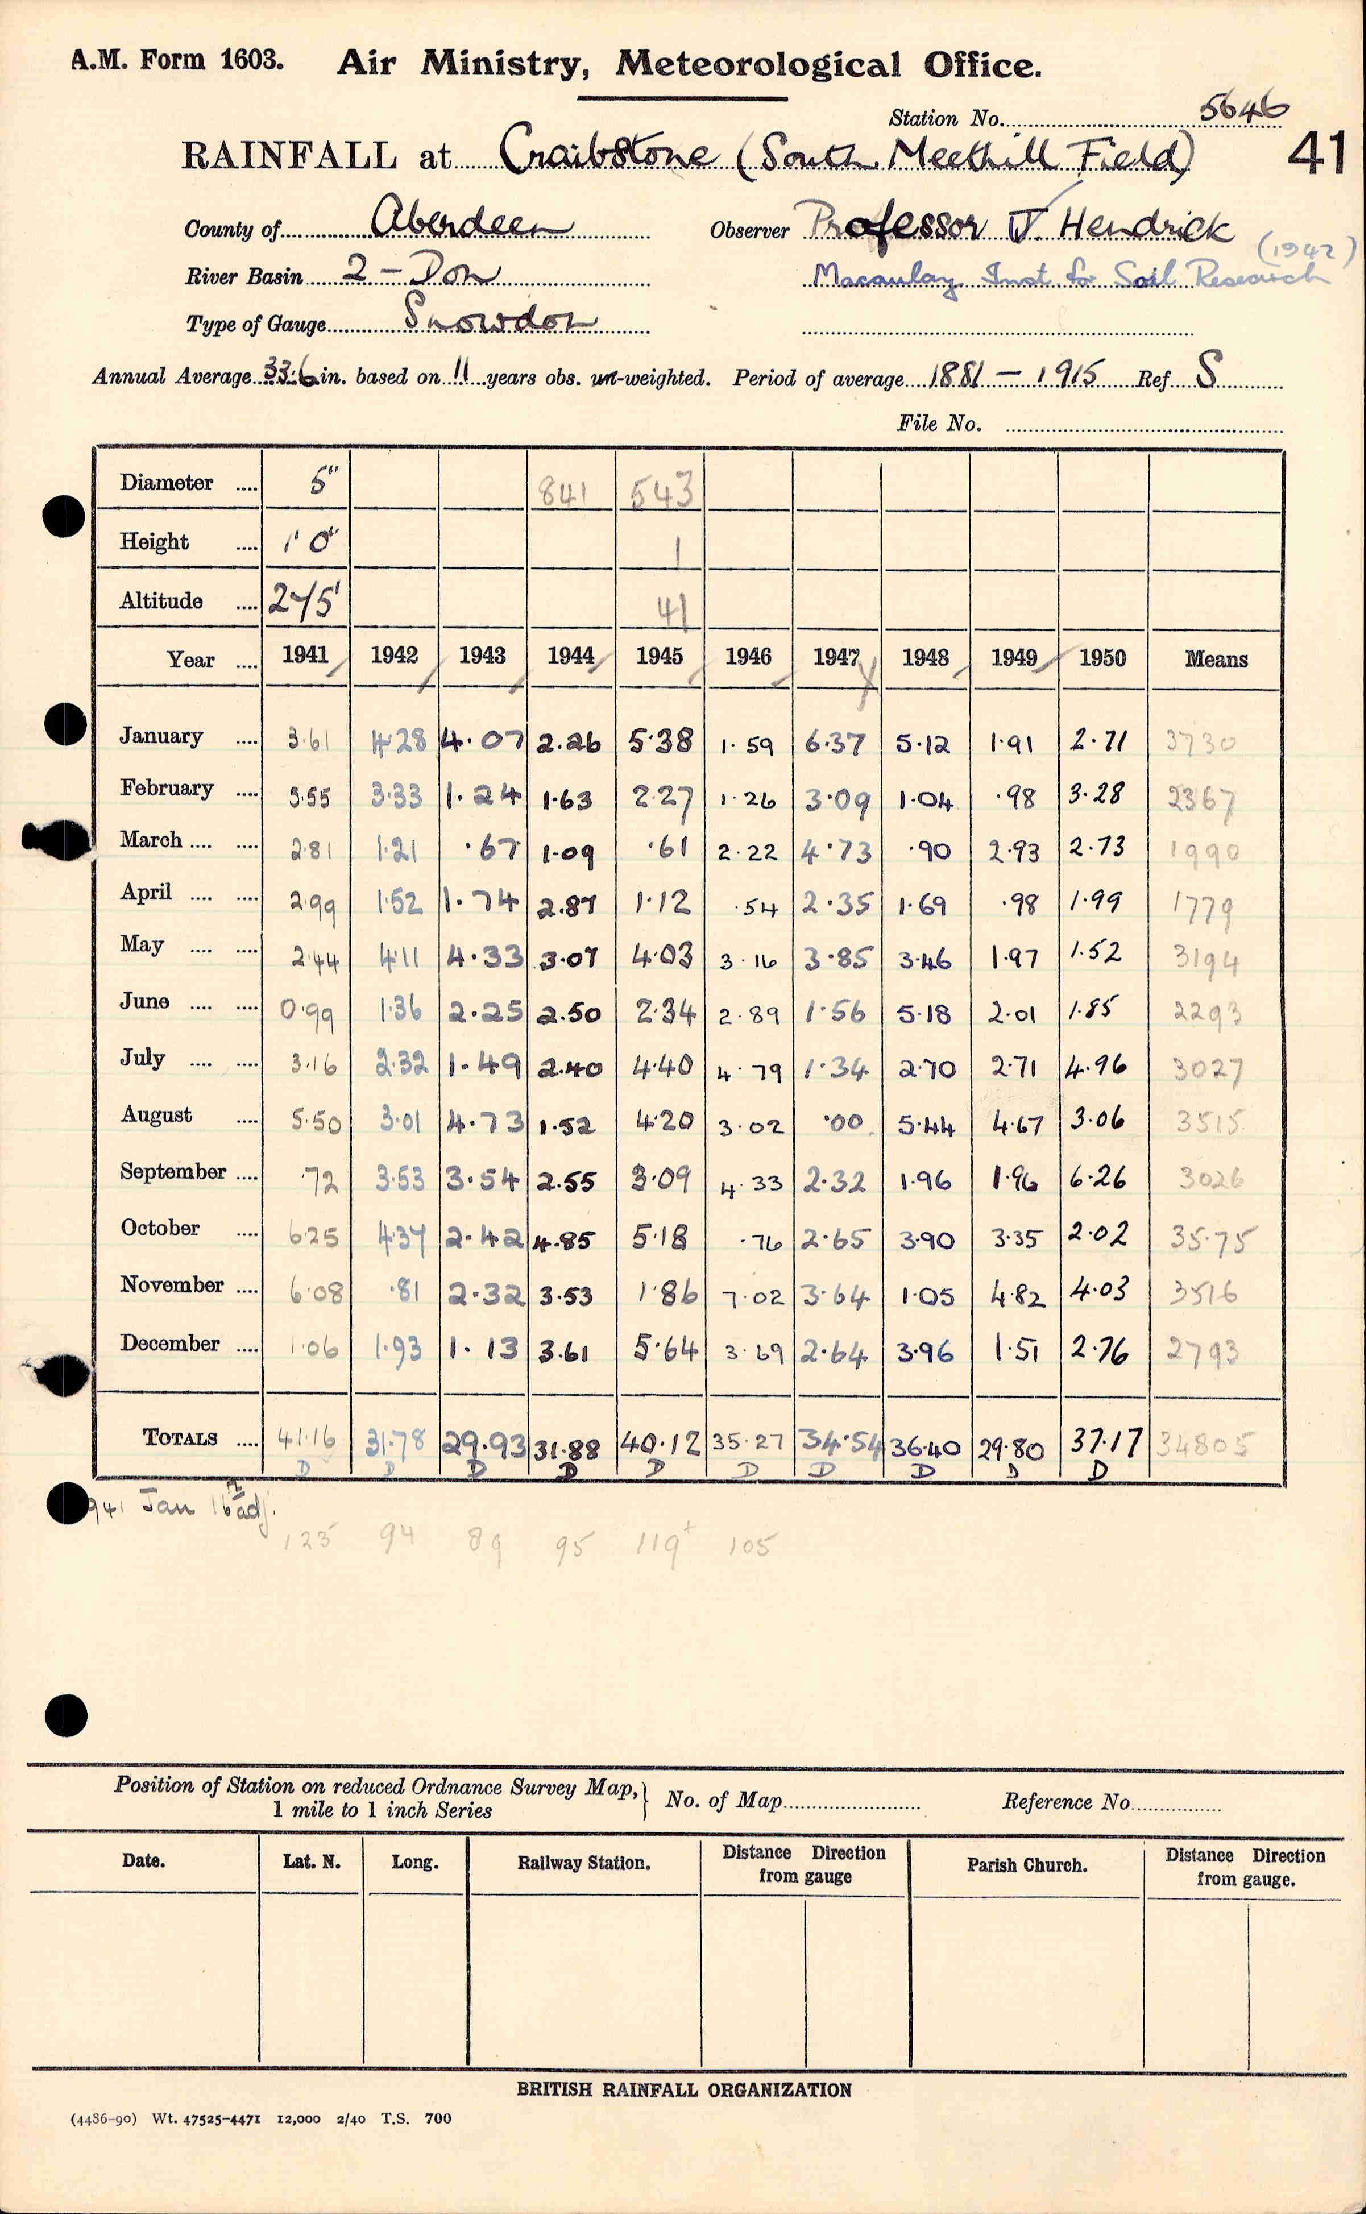 A.M. Form 1603. Air Ministry, Meteorological Office.
Station No. 5646
RAINFALL at Craibstone (South Meethill Field) 41
County of Aberdeen Observer Professor J. Hendrick
River Basin 2 - Don Macaulay Inst for Soil Research (1942)
Type of Gauge Snowdon
Annual Average 33.6 in. based on 11 years obs. un-weighted. Period of average 1881 - 1915 Ref S
File No.
Diameter .... 5" 841 543
Height .... 1' 0" 1
Altitude .... 275' 41
Year .... 1941 1942 1943 1944 1945 1946 1947 1948 1949 1950 Means
January .... 3.61 4.28 4.07 2.26 5.38 1.59 6.37 5.12 1.91 2.71 3730
February .... 5.55 3.33 1.24 1.63 2.27 1.26 3.09 1.04 .98 3.28 2367
March .... .... 2.81 1.21 .67 1.09 .61 2.22 4.73 .90 2.93 2.73 1990
April .... .... 2.99 1.52 1.74 2.87 1.12 .54 2.35 1.69 .98 1.99 1779
May .... .... 2.44 4.11 4.33 3.07 4.03 3.16 3.85 3.46 1.97 1.52 3194
June .... .... 0.99 1.36 2.25 2.50 2.34 2.89 1.56 5.18 2.01 1.85 2293
July .... .... 3.16 2.32 1.49 2.40 4.40 4.79 1.34 2.70 2.71 4.96 3027
August .... 5.50 3.01 4.73 1.52 4.20 3.02 .00 5.44 4.67 3.06 3515
September .... .72 3.53 3.54 2.55 3.09 4.33 2.32 1.96 1.96 6.26 3026
October .... 6.25 4.37 2.42 4.85 5.18 .76 2.65 3.90 3.35 2.02 35.75
November .... 6.08 .81 2.32 3.53 1.86 7.02 3.64 1.05 4.82 4.03 3516
December .... 1.06 1.93 1.13 3.61 5.64 3.69 2.64 3.96 1.51 2.76 2793
TOTALS .... 41.16 31.78 29.93 31.88 40.12 35.27 34.54 36.40 29.80 37.17 34805
D D D D D D D D D D
941 Jan adj.
125 94 89 95 119+ 105
Position of Station on reduced Ordnance Survey Map,} No. of Map Reference No
1 mile to 1 inch Series
Date. Lat. N. Long. Railway Station. Distance Direction from gauge Parish Church. Distance Direction from gauge.
BRITISH RAINFALL ORGANIZATION
(4486-90) Wt. 47525-4471 12,000 2/40 T.S. 700